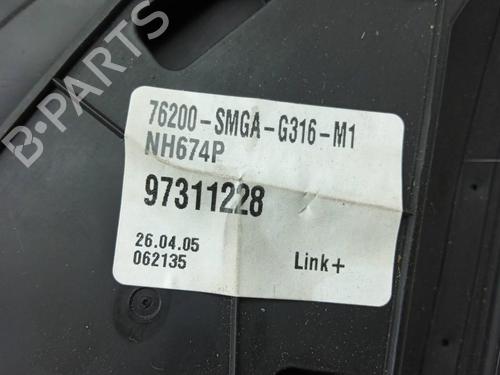 B-PARTS
76200-SMGA-G316-M1
NH674P
97311228
26.04.05
062135
Link+